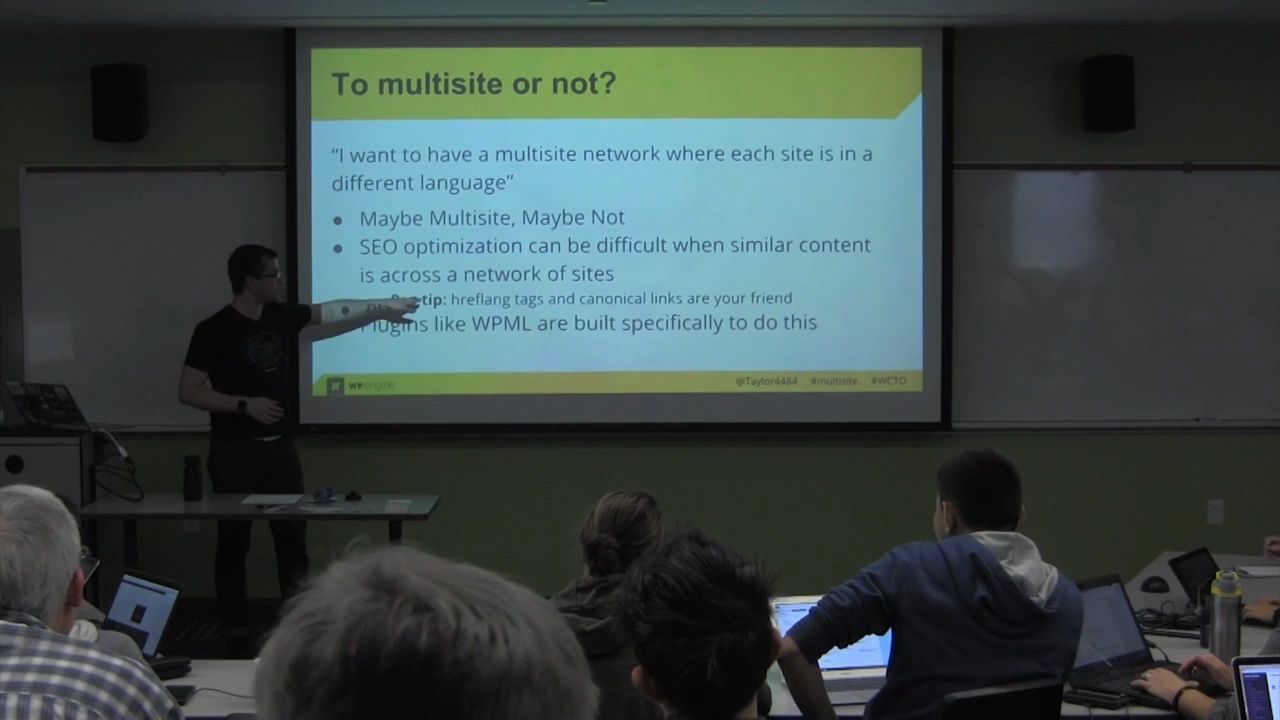 To multisite or not?
“I want to have a multisite network where each site is in a
different language”
● Maybe Multisite, Maybe Not
● SEO optimization can be difficult when similar content
is across a network of sites
tip: hreflang tags and canonical links are your friend
Plugins like WPML are built specifically to do this
WPengine
@Taylor4484 #multisite #WCTO